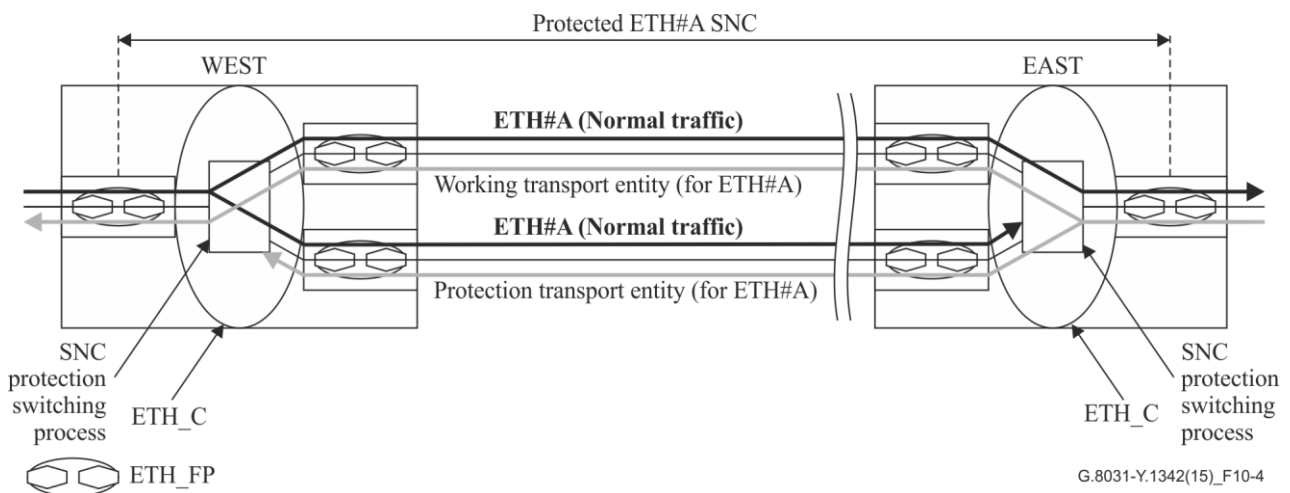 Protected ETH#A SNC
WEST
EAST
ETH#A (Normal traffic)
Working transport entity (for ETH#A)
ETH#A (Normal traffic)
Protection transport entity (for ETH#A)
SNC
protection
switching
process
ETH_C
ETH_C
SNC
protection
switching
process
ETH_FP
G.8031-Y.1342(15)_F10-4